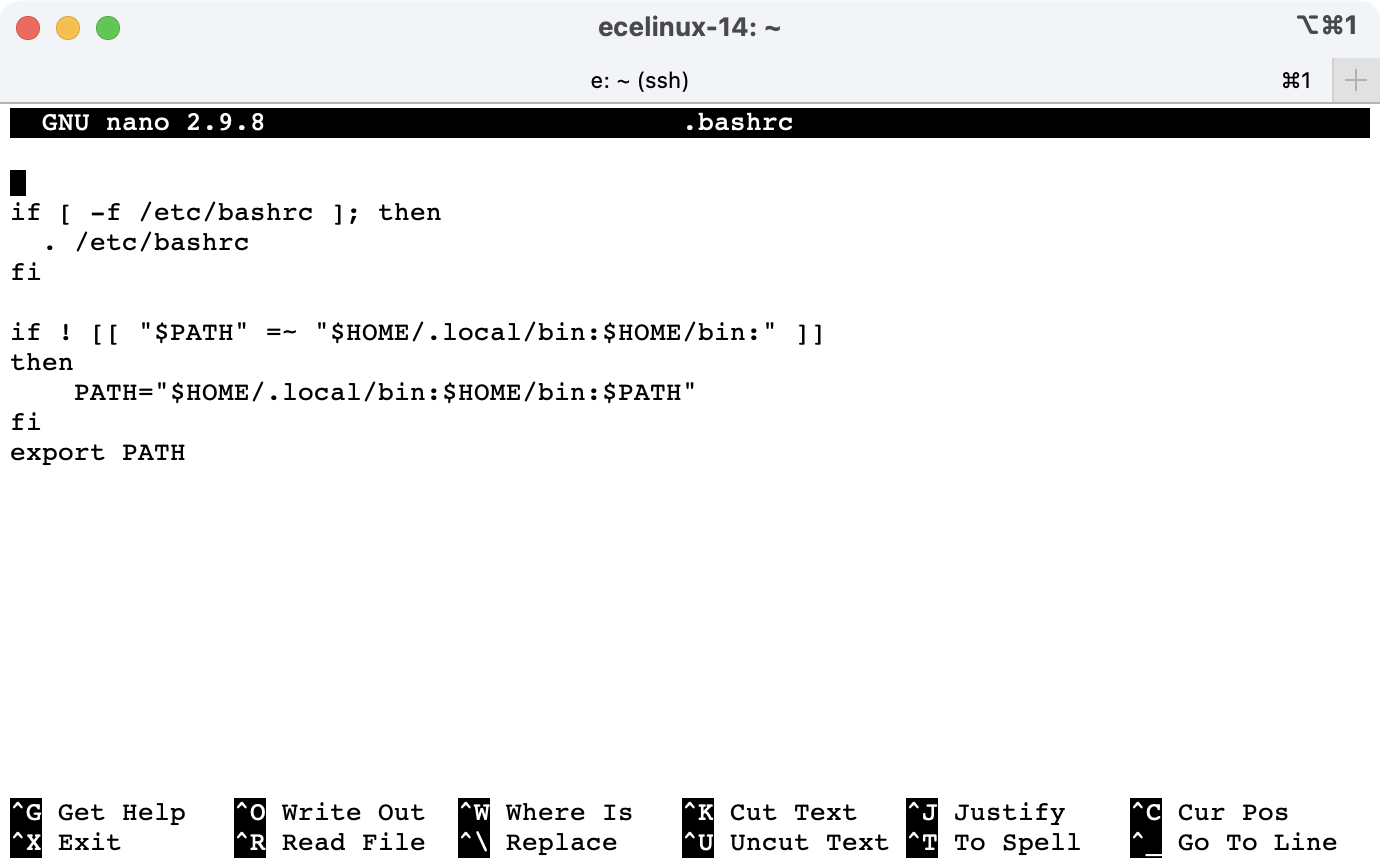 ecelinux-14: ~ ⌥⌘1
e: ~ (ssh) ⌘1 +
GNU nano 2.9.8 .bashrc
if [ -f /etc/bashrc ]; then
  . /etc/bashrc
fi
if ! [[ "$PATH" =~ "$HOME/.local/bin:$HOME/bin:" ]]
then
    PATH="$HOME/.local/bin:$HOME/bin:$PATH"
fi
export PATH
^G Get Help ^O Write Out ^W Where Is ^K Cut Text ^J Justify ^C Cur Pos
^X Exit ^R Read File ^\ Replace ^U Uncut Text ^T To Spell ^_ Go To Line